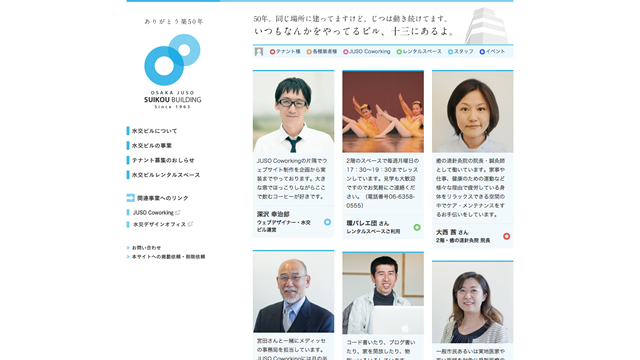 ありがとう築50年
OSAKA JUSO
SUIKOU BUILDING
Since 1963
水交ビルについて
水交ビルの事業
テナント募集のおしらせ
水交ビルレンタルスペース
関連事業へのリンク
JUSO Coworking
水交デザインオフィス
お問い合わせ
本サイトへの掲載依頼・削除依頼
50年。同じ場所に建ってますけど、じつは動き続けてます。
いつもなんかをやってるビル、十三にあるよ。
テナント様
各種業者様
JUSO Coworking
レンタルスペース
スタッフ
イベント
JUSO Coworkingの片隅でウ
ェブサイト制作を企画から実
装までやっております。大き
な窓でほっこりしながらここ
で飲むコーヒーが好きです。
深沢 幸治郎
ウェブデザイナー・水交
ビル運営
2階のスペースで毎週月曜日の
17：30〜19：30までレッス
ンしています。見学も大歓迎
ですのでお気軽にご連絡くだ
さい。（電話番号06-6358-
0555）
環バレエ団 さん
レンタルスペースご利用
癒の道針灸院の院長・鍼灸師
として働いています。家事や
仕事、健康のための運動など
様々な理由で疲労している身
体をリラックスできる空間の
中でケア・メンテナンスをす
るお手伝いをしています。
大西 茜 さん
2階・癒の道針灸院 院長
宮田さんと一緒にメディッセ
の事務局を担当しています。
コード書いたり、ブログ書い
たり、家を開放したり、物
一般市民あるいは実地医家や